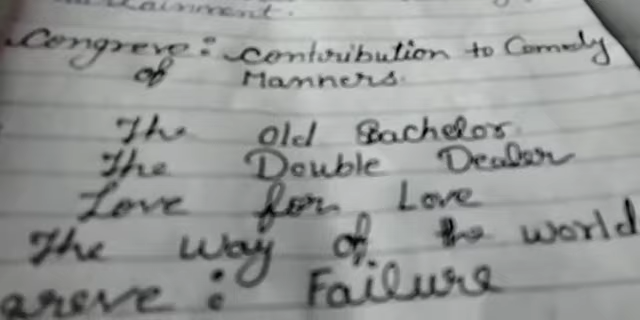 Congreve: contribution to Comedy
of Manners.
The Old Bachelor
The Double Dealer
Love for Love
The Way of the world
: Failure